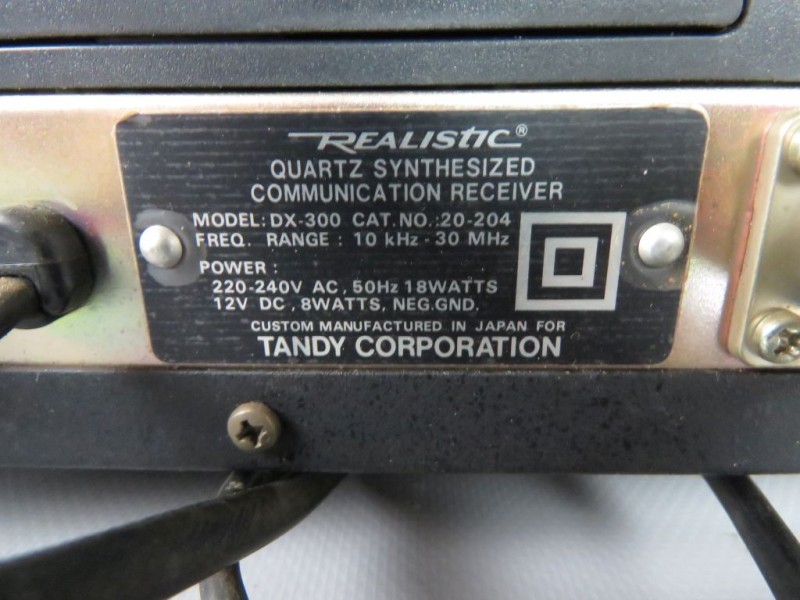 REALISTIC®
QUARTZ SYNTHESIZED
COMMUNICATION RECEIVER
MODEL: DX-300 CAT.NO.:20-204
FREQ. RANGE : 10 kHz - 30 MHz
POWER :
220-240V AC, 50Hz 18WATTS
12V DC, 8WATTS, NEG.GND.
CUSTOM MANUFACTURED IN JAPAN FOR
TANDY CORPORATION